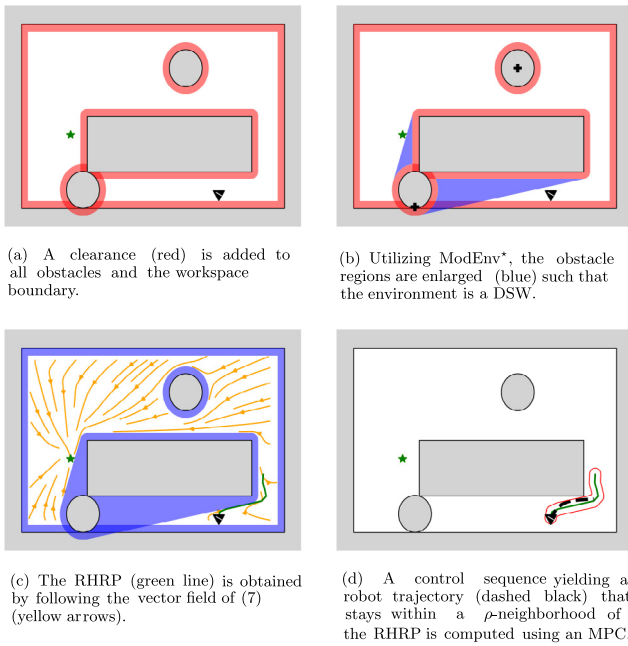 (a) A clearance (red) is added to
all obstacles and the workspace
boundary.
(b) Utilizing ModEnv⋆, the obstacle
regions are enlarged (blue) such that
the environment is a DSW.
(c) The RHRP (green line) is obtained
by following the vector field of (7)
(yellow arrows).
(d) A control sequence yielding a
robot trajectory (dashed black) that
stays within a ρ-neighborhood of
the RHRP is computed using an MPC.